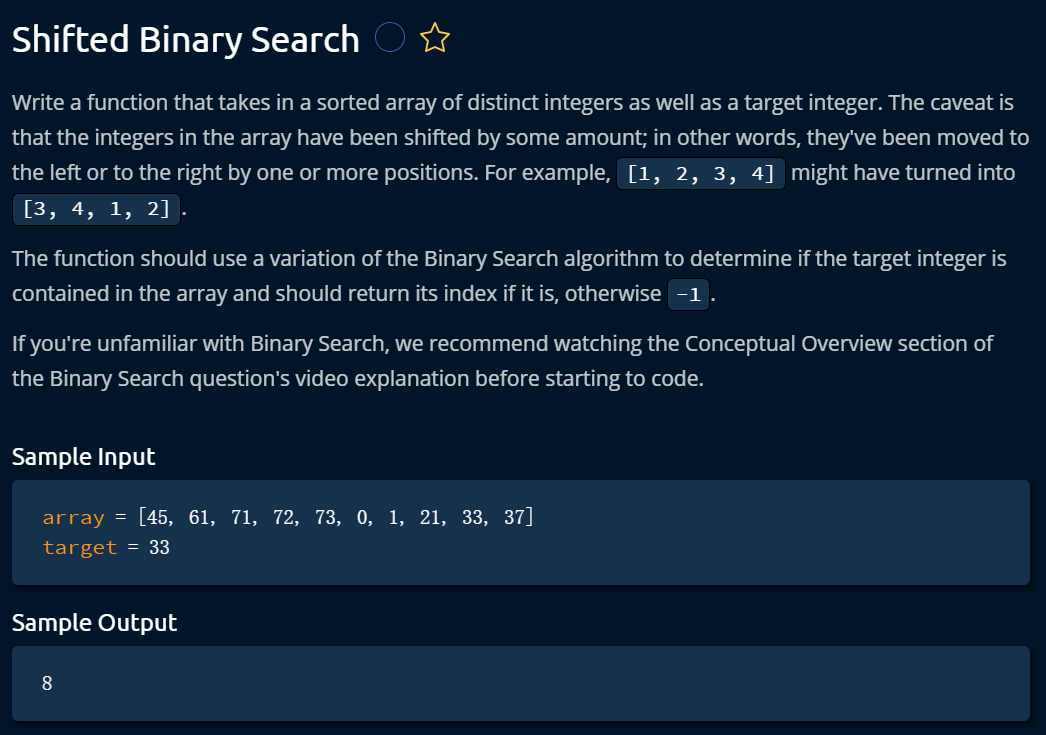 Shifted Binary Search
Write a function that takes in a sorted array of distinct integers as well as a target integer. The caveat is
that the integers in the array have been shifted by some amount; in other words, they've been moved to
the left or to the right by one or more positions. For example, [1, 2, 3, 4] might have turned into
[3, 4, 1, 2].
The function should use a variation of the Binary Search algorithm to determine if the target integer is
contained in the array and should return its index if it is, otherwise -1.
If you're unfamiliar with Binary Search, we recommend watching the Conceptual Overview section of
the Binary Search question's video explanation before starting to code.
Sample Input
array = [45, 61, 71, 72, 73, 0, 1, 21, 33, 37]
target = 33
Sample Output
8